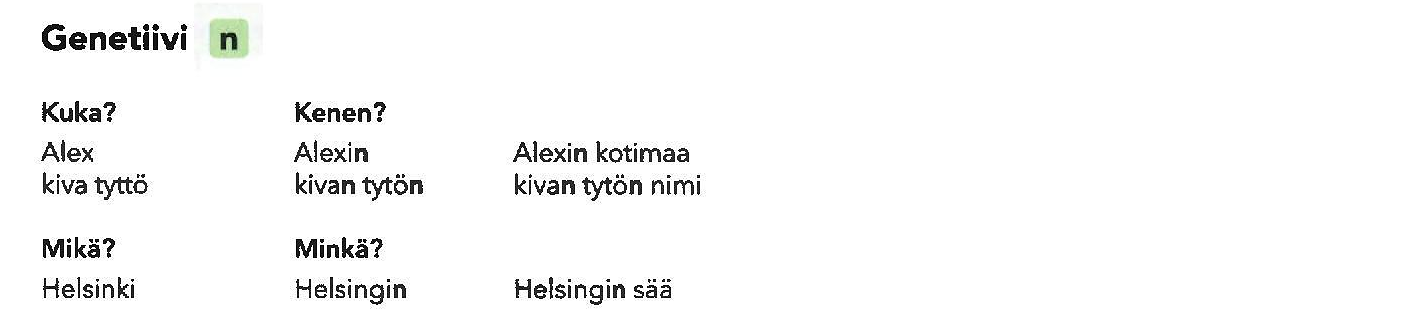 Genetiivi n
Kuka? Kenen?
Alex Alexin Alexin kotimaa
kiva tyttö kivan tytön kivan tytön nimi
Mikä? Minkä?
Helsinki Helsingin Helsingin sää